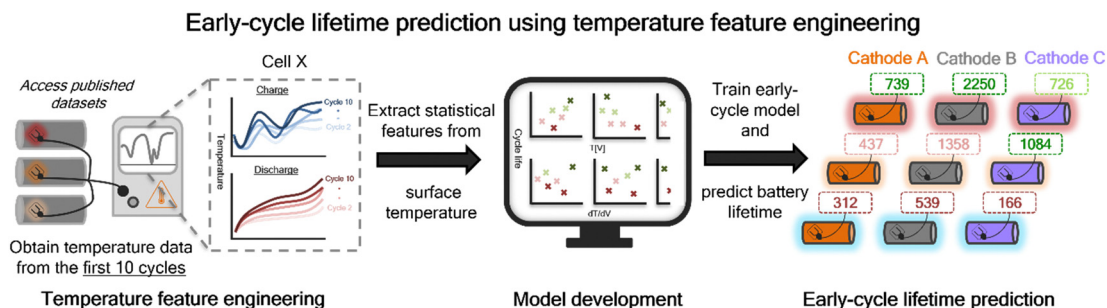 Early-cycle lifetime prediction using temperature feature engineering
Access published
datasets
Obtain temperature data
from the first 10 cycles
Cell X
Charge
Cycle 10
Cycle 2
Temperature
Discharge
Cycle 10
Cycle 2
Extract statistical
features from
surface
temperature
Cycle life
T[V]
dT/dV
Train early-
cycle model
and
predict battery
lifetime
Cathode A Cathode B Cathode C
739 2250 726
437 1358 1084
312 539 166
Temperature feature engineering
Model development
Early-cycle lifetime prediction